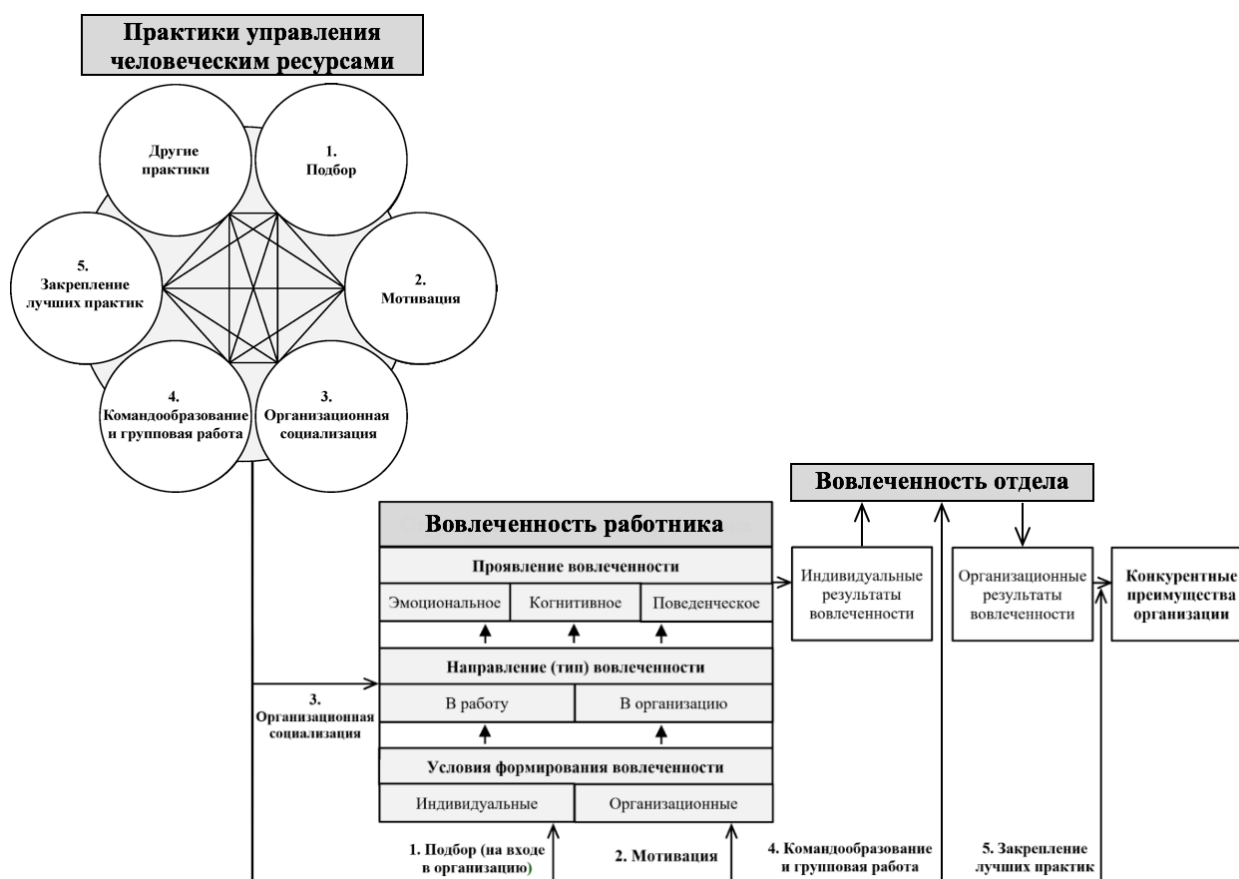 Практики управления
человеческим ресурсами
Другие
практики
1.
Подбор
5.
Закрепление
лучших практик
2.
Мотивация
4.
Командообразование
и групповая работа
3.
Организационная
социализация
Вовлеченность отдела
Вовлеченность работника
Проявление вовлеченности
Эмоциональное
Когнитивное
Поведенческое
Индивидуальные
результаты
вовлеченности
Организационные
результаты
вовлеченности
Конкурентные
преимущества
организации
Направление (тип) вовлеченности
В работу
В организацию
3.
Организационная
социализация
Условия формирования вовлеченности
Индивидуальные
Организационные
1. Подбор (на входе
в организацию)
2. Мотивация
4. Командообразование
и групповая работа
5. Закрепление
лучших практик